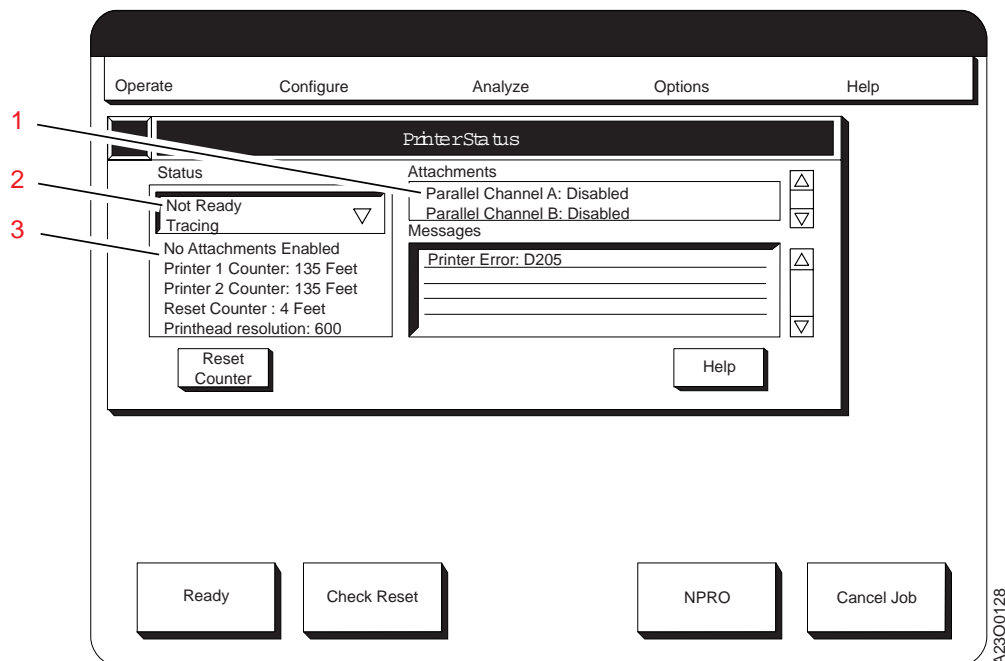 Operate Configure Analyze Options Help
1
2
3
PrinterStatus
Status
Not Ready
Tracing
No Attachments Enabled
Printer 1 Counter: 135 Feet
Printer 2 Counter: 135 Feet
Reset Counter : 4 Feet
Printhead resolution: 600
Attachments
Parallel Channel A: Disabled
Parallel Channel B: Disabled
Messages
Printer Error: D205
Reset
Counter
Help
Ready
Check Reset
NPRO
Cancel Job
A23O0128